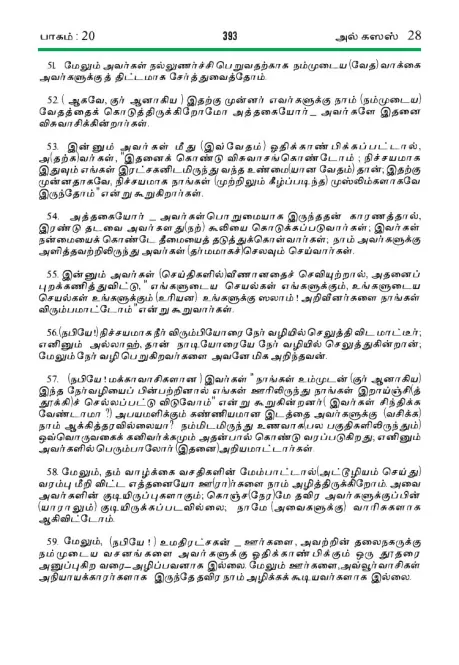 பாகம் : 20 393 அல் கஸஸ் 28
51. மேலும் அவர்கள் நல்லுணர்ச்சி பெறுவதற்காக நம்முடைய (வேத) வாக்கை
அவர்களுக்குத் திட்டமாக சேர்த்துவைத்தோம்.
52. ( ஆகவே, குர் ஆனாகிய ) இதற்கு முன்னர் எவர்களுக்கு நாம் (நம்முடைய)
வேதத்தைக் கொடுத்திருக்கிறோமோ அத்தகையோர் _ அவர்களே இதனை
விசுவாசிக்கின்றார்கள்.
53. இன்னும் அவர்கள் மீது (இவ்வேதம்) ஓதிக்காண்பிக்கப்பட்டால்,
அ(தற்க)வர்கள், "இதனைக் கொண்டு விசுவாசங்கொண்டோம் ; நிச்சயமாக
இதுவும் எங்கள் இரட்சகனிடமிருந்து வந்த உண்மை(யான வேதம்) தான்; இதற்கு
முன்னதாகவே, நிச்சயமாக நாங்கள் (முற்றிலும் கீழ்ப்படிந்த) முஸ்லிம்களாகவே
இருந்தோம்" என்று கூறுகிறார்கள்.
54. அத்தகையோர் _ அவர்கள் பொறுமையாக இருந்ததன் காரணத்தால்,
இரண்டு தடவை அவர்களது(நற்) கூலியை கொடுக்கப்படுவார்கள்; இவர்கள்
நன்மையைக் கொண்டே தீமையைத் தடுத்துக்கொள்வார்கள்; நாம் அவர்களுக்கு
அளித்தவற்றிலிருந்து அவர்கள் (தர்மமாகச்)செலவும் செய்வார்கள்.
55. இன்னும் அவர்கள் (செய்திகளில்)வீணானதைச் செவியுற்றால், அதனைப்
புறக்கணித்துவிட்டு, " எங்களுடைய செயல்கள் எங்களுக்கும், உங்களுடைய
செயல்கள் உங்களுக்கும் (உரியன) உங்களுக்கு ஸலாம் ! அறிவீனர்களை நாங்கள்
விரும்பமாட்டோம்" என்று கூறுவார்கள்.
56.(நபியே!)நிச்சயமாக நீர் விரும்பியோரை நேர் வழியில் செலுத்தி விட மாட்டீர்;
எனினும் அல்லாஹ், தான் நாடியோரையே நேர் வழியில் செலுத்துகின்றான்;
மேலும் நேர் வழி பெறுகிறவர்களை அவனே மிக அறிந்தவன்.
57. (நபியே ! மக்காவாசிகளான ) இவர்கள் " நாங்கள் உம்முடன் (குர் ஆனாகிய)
இந்த நேர்வழியைப் பின்பற்றினால் எங்கள் ஊரிலிருந்து நாங்கள் இறாய்ஞ்சி(த்
தூக்கி)ச் செல்லப்பட்டு விடுவோம்" என்று கூறுகின்றனர்( இவர்கள் சிந்திக்க
வேண்டாமா ?) அபயமளிக்கும் கண்ணியமான இடத்தை அவர்களுக்கு (வசிக்க)
நாம் ஆக்கித்தரவில்லையா? நம்மிடமிருந்து உணவாக(பல பகுதிகளிலிருந்தும்)
ஒவ்வொருவகைக் கனிவர்க்கமும் அதன்பால் கொண்டு வரப்படுகிறது; எனினும்
அவர்களில் பெரும்பாலோர் (இதனை)அறியமாட்டார்கள்.
58. மேலும், தம் வாழ்க்கை வசதிகளின் மேம்பாட்டால்(அட்டூழியம் செய்து)
வரம்பு மீறி விட்ட எத்தனையோ ஊ(ரா)ர்களை நாம் அழித்திருக்கிறோம். அவை
அவர்களின் குடியிருப்புகளாகும்; கொஞ்ச(நேர)மே தவிர அவர்களுக்குப்பின்
(யாராலும்) குடியிருக்கப்படவில்லை; நாமே (அவைகளுக்கு) வாரிசுகளாக
ஆகிவிட்டோம்.
59. மேலும், (நபியே ! ) உமதிரட்சகன் _ ஊர்களை , அவற்றின் தலைநகருக்கு
நம்முடைய வசனங்களை அவர்களுக்கு ஓதிக்காண்பிக்கும் ஒரு தூதரை
அனுப்புகிற வரை_அழிப்பவனாக இல்லை. மேலும் ஊர்களை,அவ்வூர்வாசிகள்
அநியாயக்காரர்களாக இருந்தே தவிர நாம் அழிக்கக் கூடியவர்களாக இல்லை.